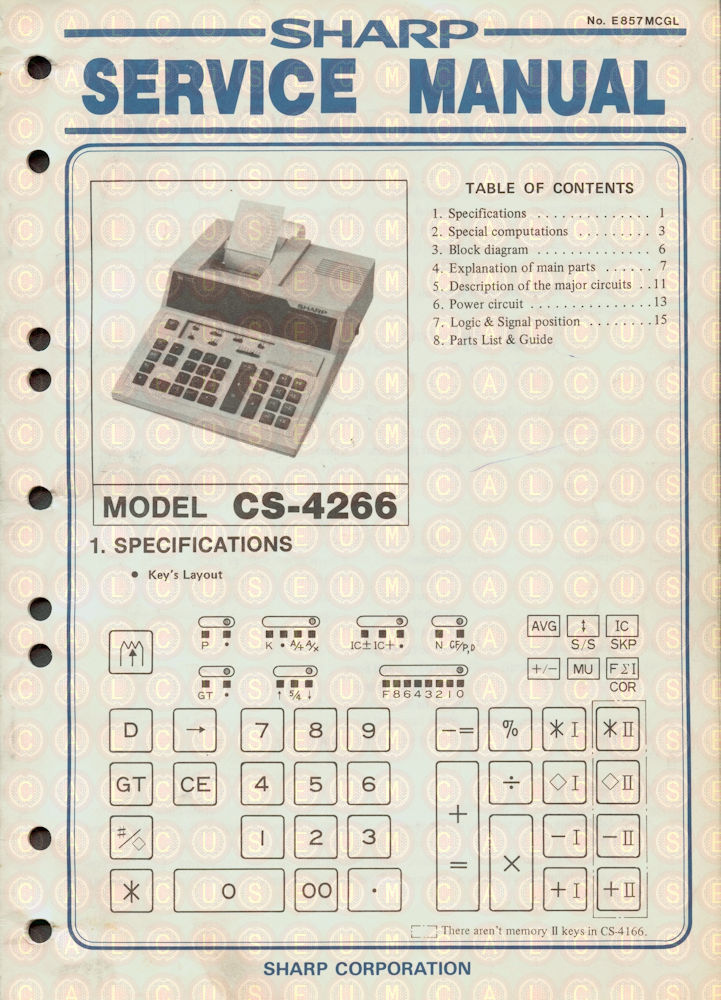 No. E857MCGL
SHARP
SERVICE MANUAL
TABLE OF CONTENTS
1. Specifications . . . . . . . . . . . . . . 1
2. Special computations . . . . . . . . . 3
3. Block diagram . . . . . . . . . . . . . . 6
4. Explanation of main parts . . . . . . 7
5. Description of the major circuits . . 11
6. Power circuit . . . . . . . . . . . . . . . 13
7. Logic & Signal position . . . . . . . . 15
8. Parts List & Guide
SHARP
MODEL CS-4266
1. SPECIFICATIONS
• Key's Layout
P •
K • A/4 A/x
IC± IC+ •
N CF/P,D
AVG ↕ IC
S/S SKP
GT •
↑ 5/4 ↓
F 8 6 4 3 2 1 0
+/− MU FΣI
COR
D → 7 8 9 −= % ∗I ∗II
GT CE 4 5 6 + = ÷ ◇I ◇II
#/◇ 1 2 3 × −I −II
∗ 0 00 • +I +II
There aren't memory II keys in CS-4166.
SHARP CORPORATION
C A L C U S E U M